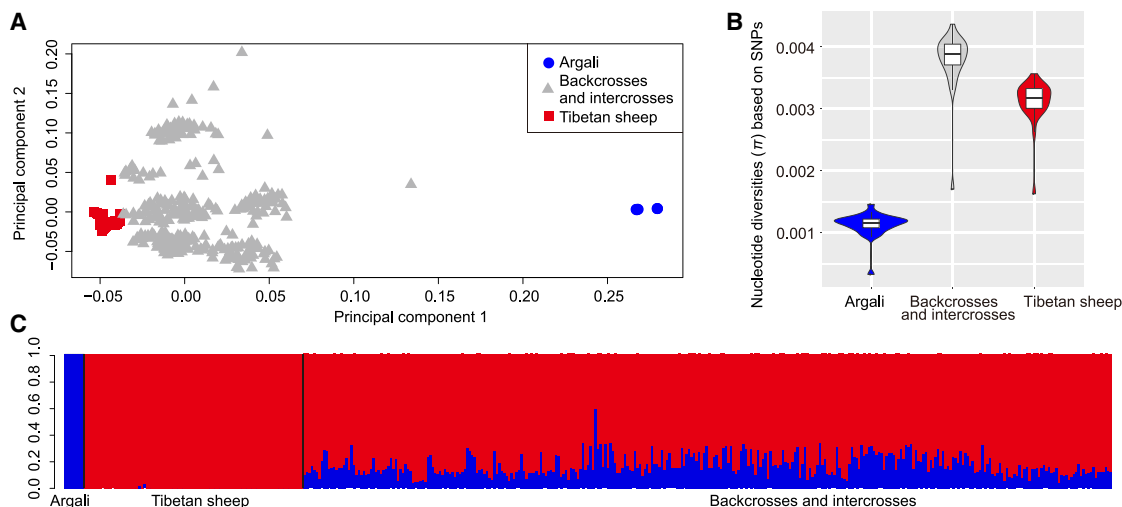 A
Principal component 2
0.20
0.15
0.10
0.05
0.00
−0.05
−0.05
0.00
0.05
0.10
0.15
0.20
0.25
Principal component 1
Argali
Backcrosses
and intercrosses
Tibetan sheep
B
Nucleotide diversities (π) based on SNPs
0.004
0.003
0.002
0.001
Argali
Backcrosses
and intercrosses
Tibetan sheep
C
1.0
0.8
0.6
0.4
0.2
0.0
Argali
Tibetan sheep
Backcrosses and intercrosses